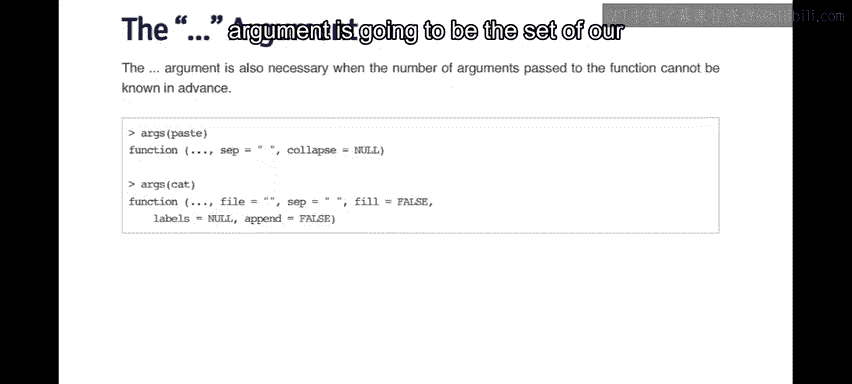 The “...” Argument
argument is going to be the set of our
The ... argument is also necessary when the number of arguments passed to the function cannot be
known in advance.
> args(paste)
function (..., sep = " ", collapse = NULL)
> args(cat)
function (..., file = "", sep = " ", fill = FALSE,
labels = NULL, append = FALSE)